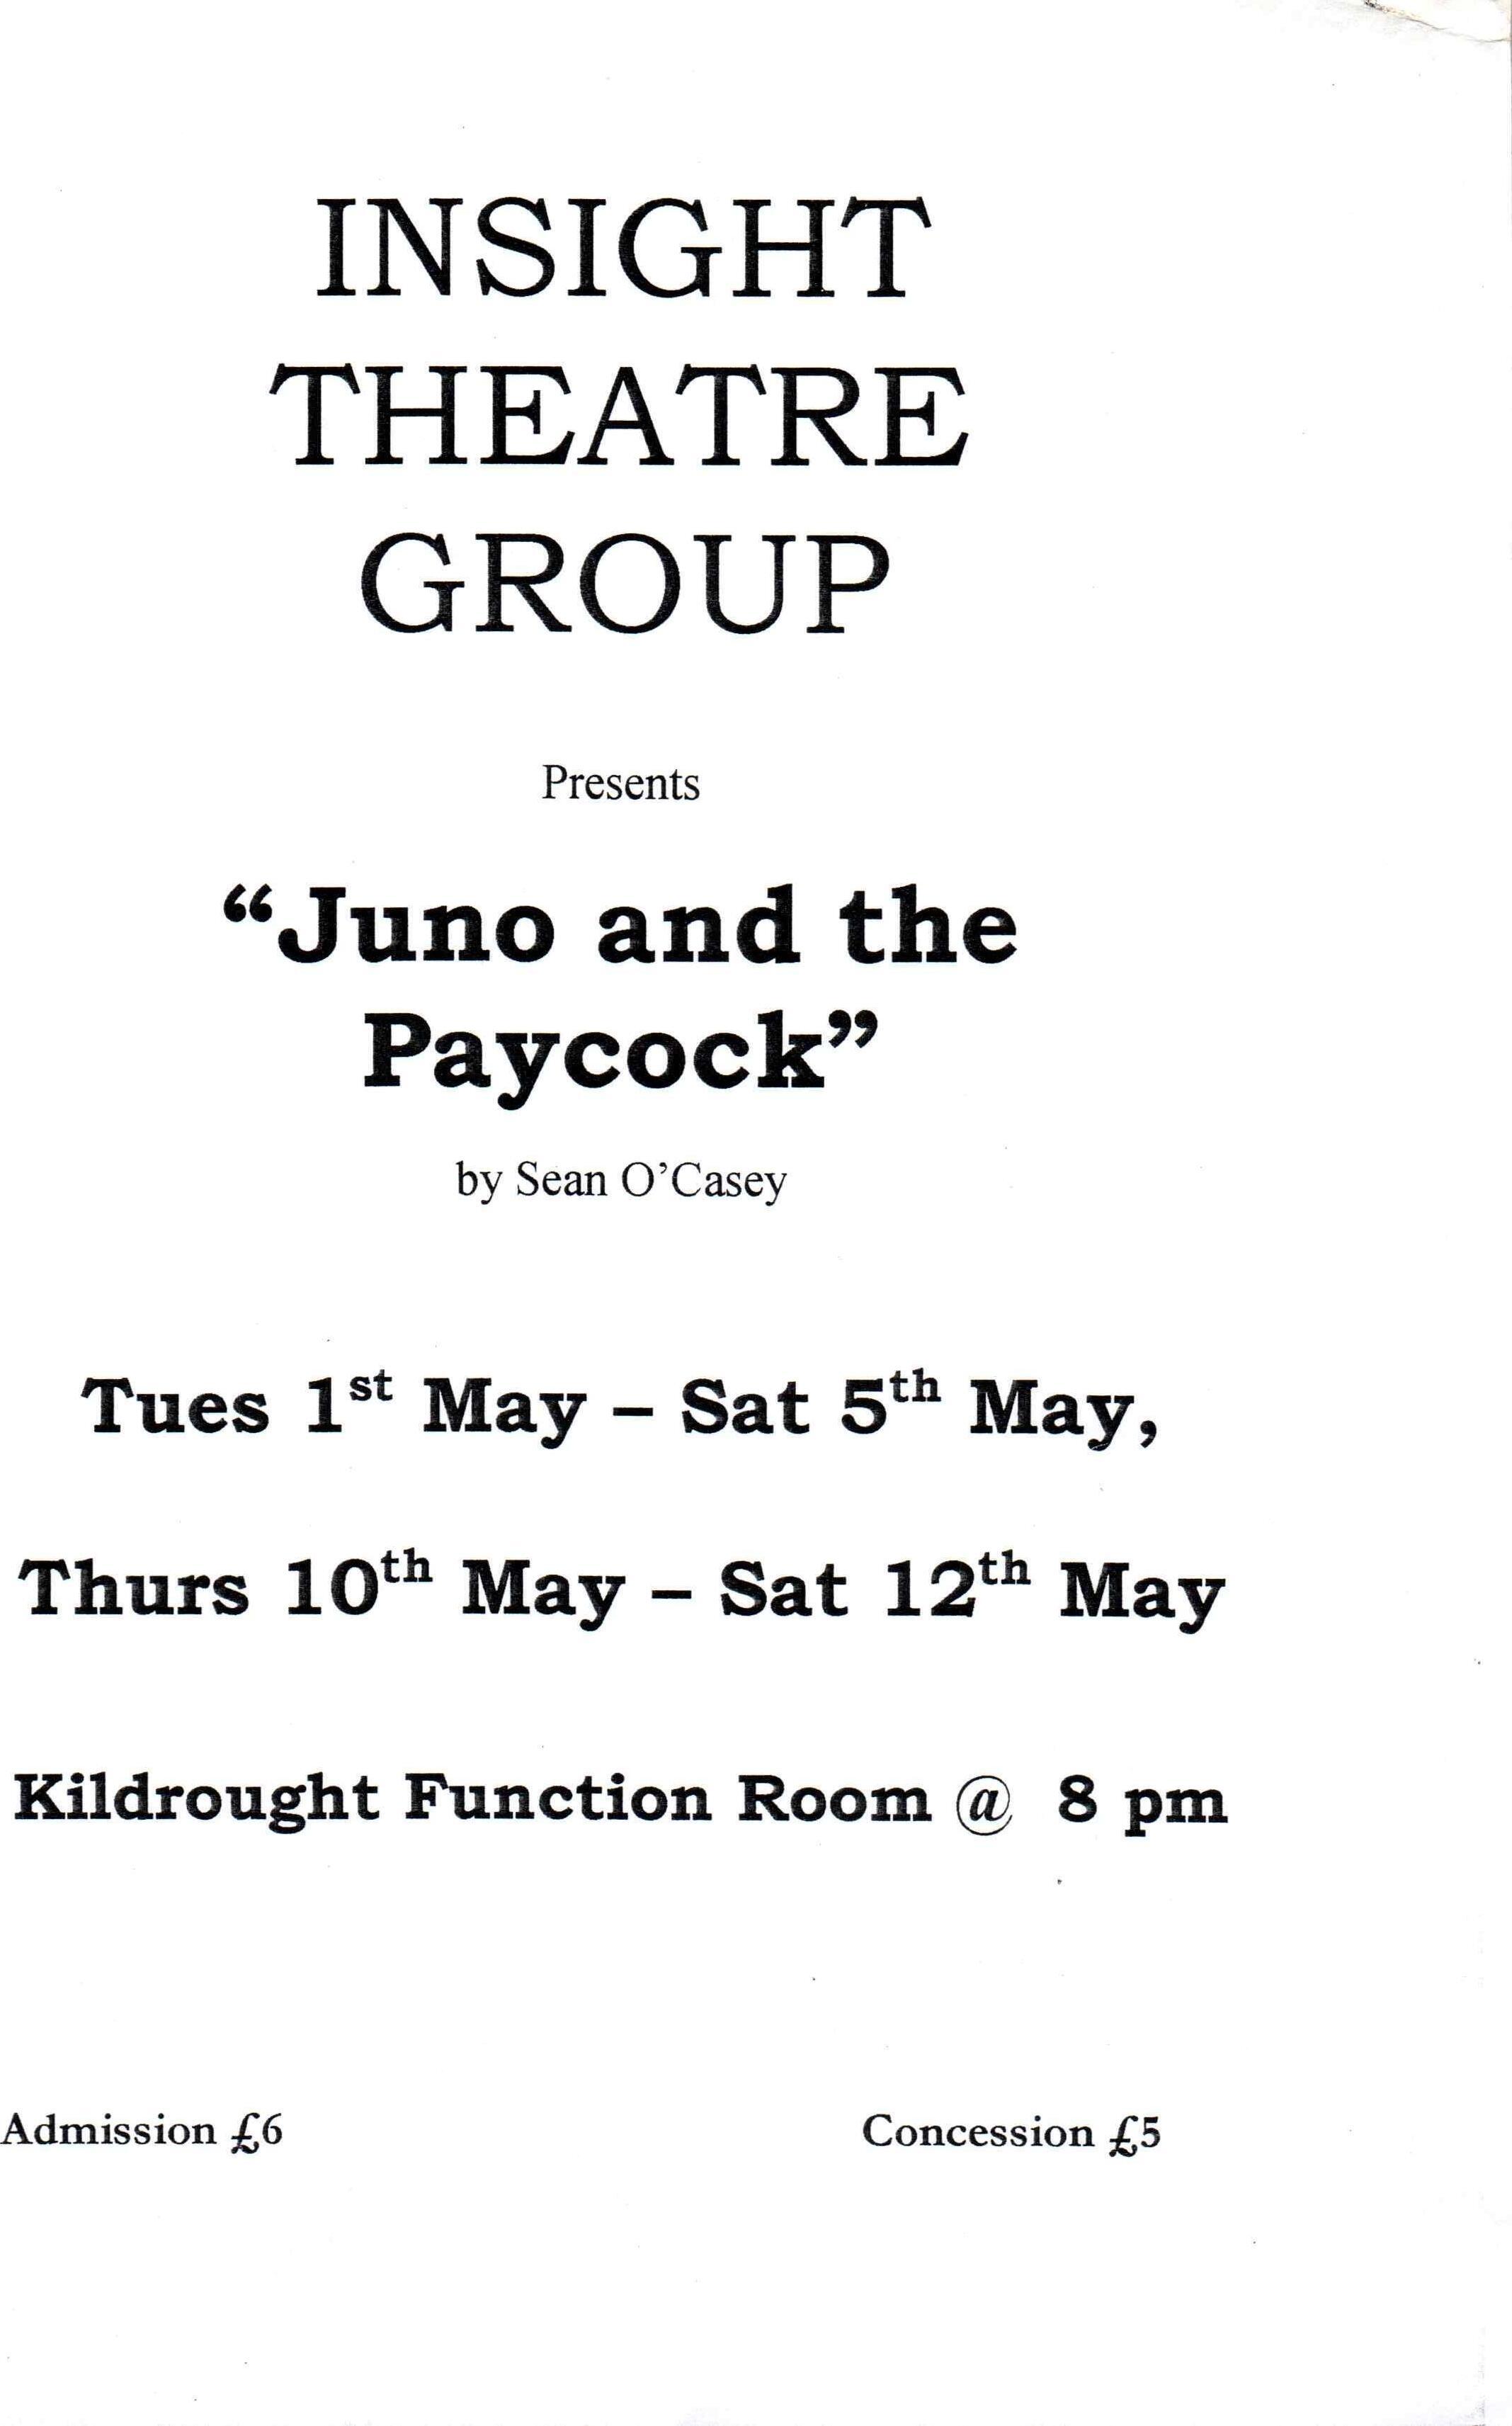 INSIGHT
THEATRE
GROUP
Presents
“Juno and the
Paycock”
by Sean O’Casey
Tues 1st May – Sat 5th May,
Thurs 10th May – Sat 12th May
Kildrought Function Room @ 8 pm
Admission £6 Concession £5